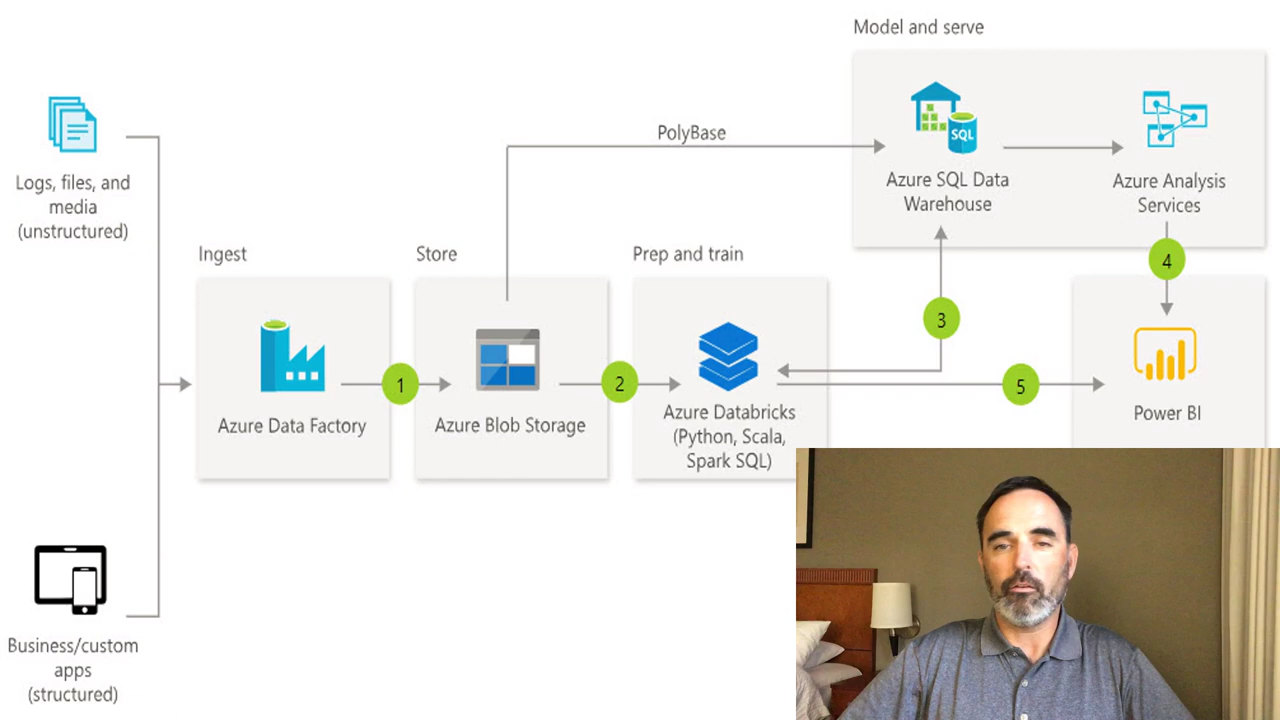 Model and serve
PolyBase
SQL
Azure SQL Data
Warehouse
Azure Analysis
Services
Logs, files, and
media
(unstructured)
Ingest
Store
Prep and train
4
3
1
2
5
Azure Data Factory
Azure Blob Storage
Azure Databricks
(Python, Scala,
Spark SQL)
Power BI
Business/custom
apps
(structured)